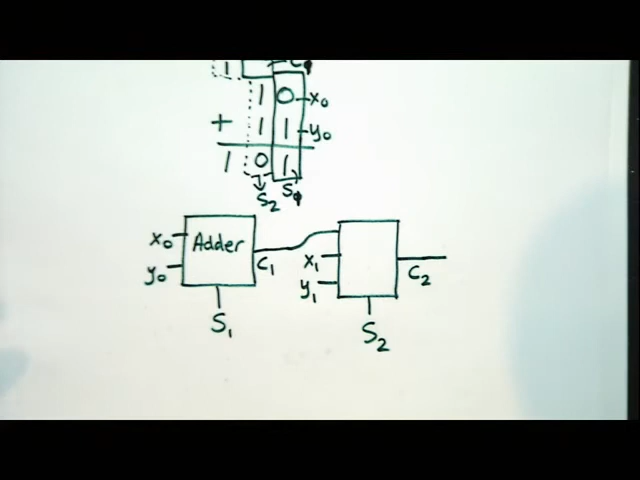 1 C0
1 0 x0
+ 1 1 y0
1 0 1
S2 S0
x0 Adder C1
y0
S1
x1 C2
y1
S2